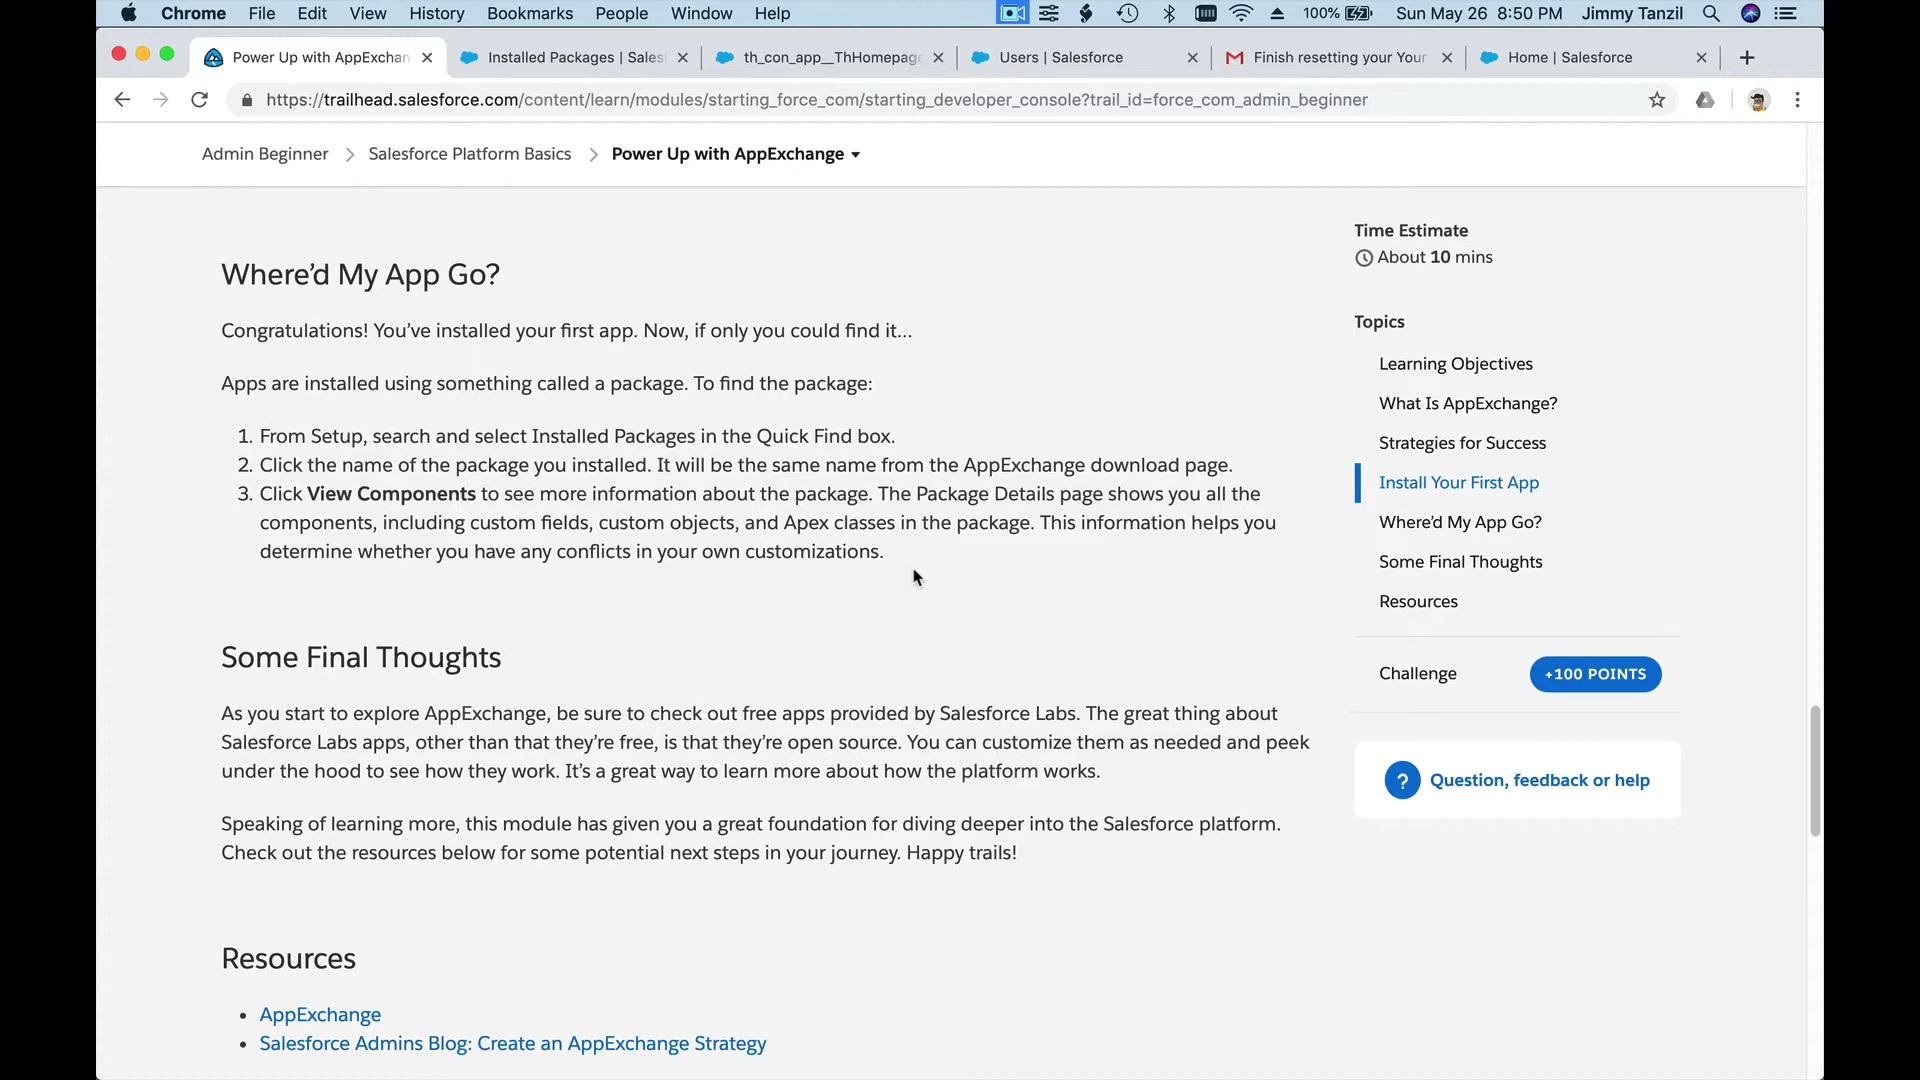 Chrome File Edit View History Bookmarks People Window Help 100% Sun May 26 8:50 PM Jimmy Tanzil
Power Up with AppExchan
Installed Packages | Sales
th_con_app__ThHomepage
Users | Salesforce
Finish resetting your Your
Home | Salesforce
https://trailhead.salesforce.com/content/learn/modules/starting_force_com/starting_developer_console?trail_id=force_com_admin_beginner
Admin Beginner > Salesforce Platform Basics > Power Up with AppExchange
Where’d My App Go?
Congratulations! You’ve installed your first app. Now, if only you could find it...
Apps are installed using something called a package. To find the package:
1. From Setup, search and select Installed Packages in the Quick Find box.
2. Click the name of the package you installed. It will be the same name from the AppExchange download page.
3. Click View Components to see more information about the package. The Package Details page shows you all the
components, including custom fields, custom objects, and Apex classes in the package. This information helps you
determine whether you have any conflicts in your own customizations.
Some Final Thoughts
As you start to explore AppExchange, be sure to check out free apps provided by Salesforce Labs. The great thing about
Salesforce Labs apps, other than that they’re free, is that they’re open source. You can customize them as needed and peek
under the hood to see how they work. It’s a great way to learn more about how the platform works.
Speaking of learning more, this module has given you a great foundation for diving deeper into the Salesforce platform.
Check out the resources below for some potential next steps in your journey. Happy trails!
Resources
• AppExchange
• Salesforce Admins Blog: Create an AppExchange Strategy
Time Estimate
About 10 mins
Topics
Learning Objectives
What Is AppExchange?
Strategies for Success
Install Your First App
Where’d My App Go?
Some Final Thoughts
Resources
Challenge +100 POINTS
? Question, feedback or help